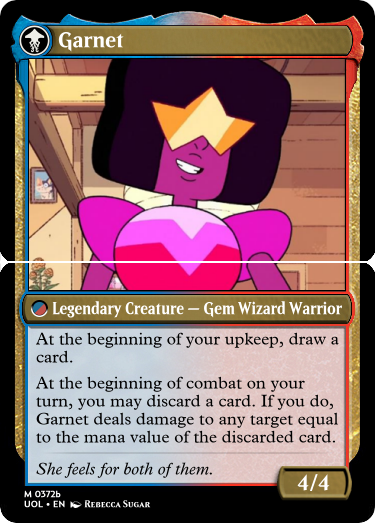 Garnet
Legendary Creature — Gem Wizard Warrior
At the beginning of your upkeep, draw a
card.
At the beginning of combat on your
turn, you may discard a card. If you do,
Garnet deals damage to any target equal
to the mana value of the discarded card.
She feels for both of them.
4/4
M 0372b
UOL • EN Rebecca Sugar